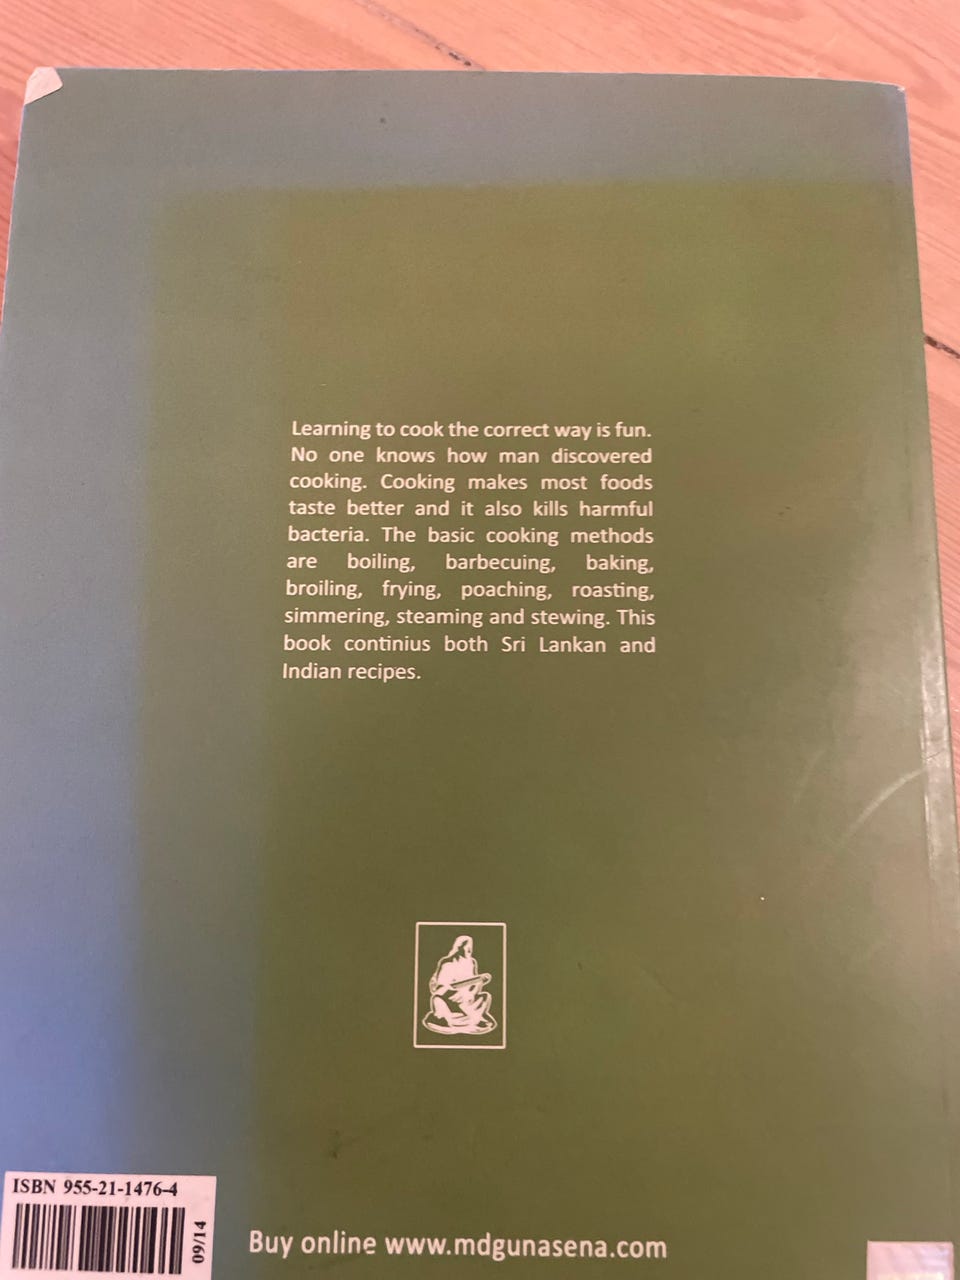 Learning to cook the correct way is fun.
No one knows how man discovered
cooking. Cooking makes most foods
taste better and it also kills harmful
bacteria. The basic cooking methods
are boiling, barbecuing, baking,
broiling, frying, poaching, roasting,
simmering, steaming and stewing. This
book continius both Sri Lankan and
Indian recipes.
ISBN 955-21-1476-4
09/14
Buy online www.mdgunasena.com